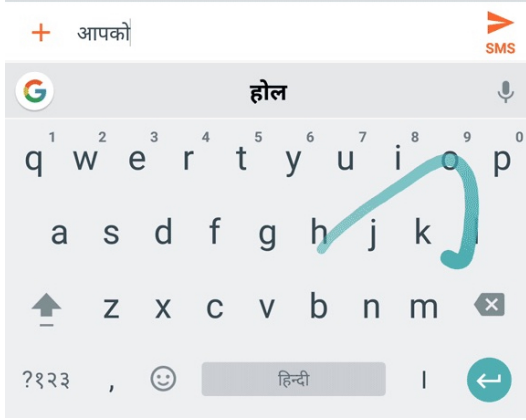 + आपको
SMS
G होल
1 2 3 4 5 6 7 8 9 0
q w e r t y u i o p
a s d f g h j k l
z x c v b n m
?१२३ , हिन्दी ।